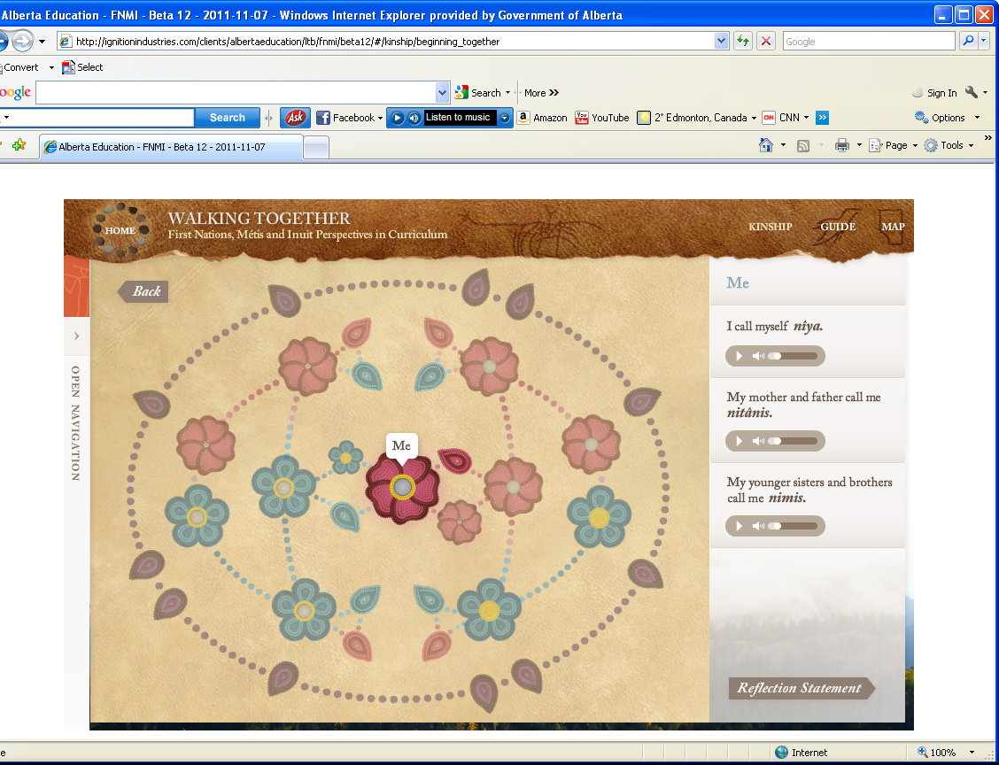 Alberta Education - FNMI - Beta 12 - 2011-11-07 - Windows Internet Explorer provided by Government of Alberta
http://ignitionindustries.com/clients/albertaeducation/ltb/fnmi/beta12/#/kinship/beginning_together
Google
Convert Select
oogle Search More Sign In
Search Ask Facebook Listen to music Amazon You Tube YouTube 2° Edmonton, Canada CNN CNN Options
Alberta Education - FNMI - Beta 12 - 2011-11-07 Page Tools
HOME
WALKING TOGETHER
First Nations, Métis and Inuit Perspectives in Curriculum
KINSHIP GUIDE MAP
Back
OPEN NAVIGATION
Me
Me
I call myself nîya.
My mother and father call me
nitânis.
My younger sisters and brothers
call me nimis.
Reflection Statement
e Internet 100%